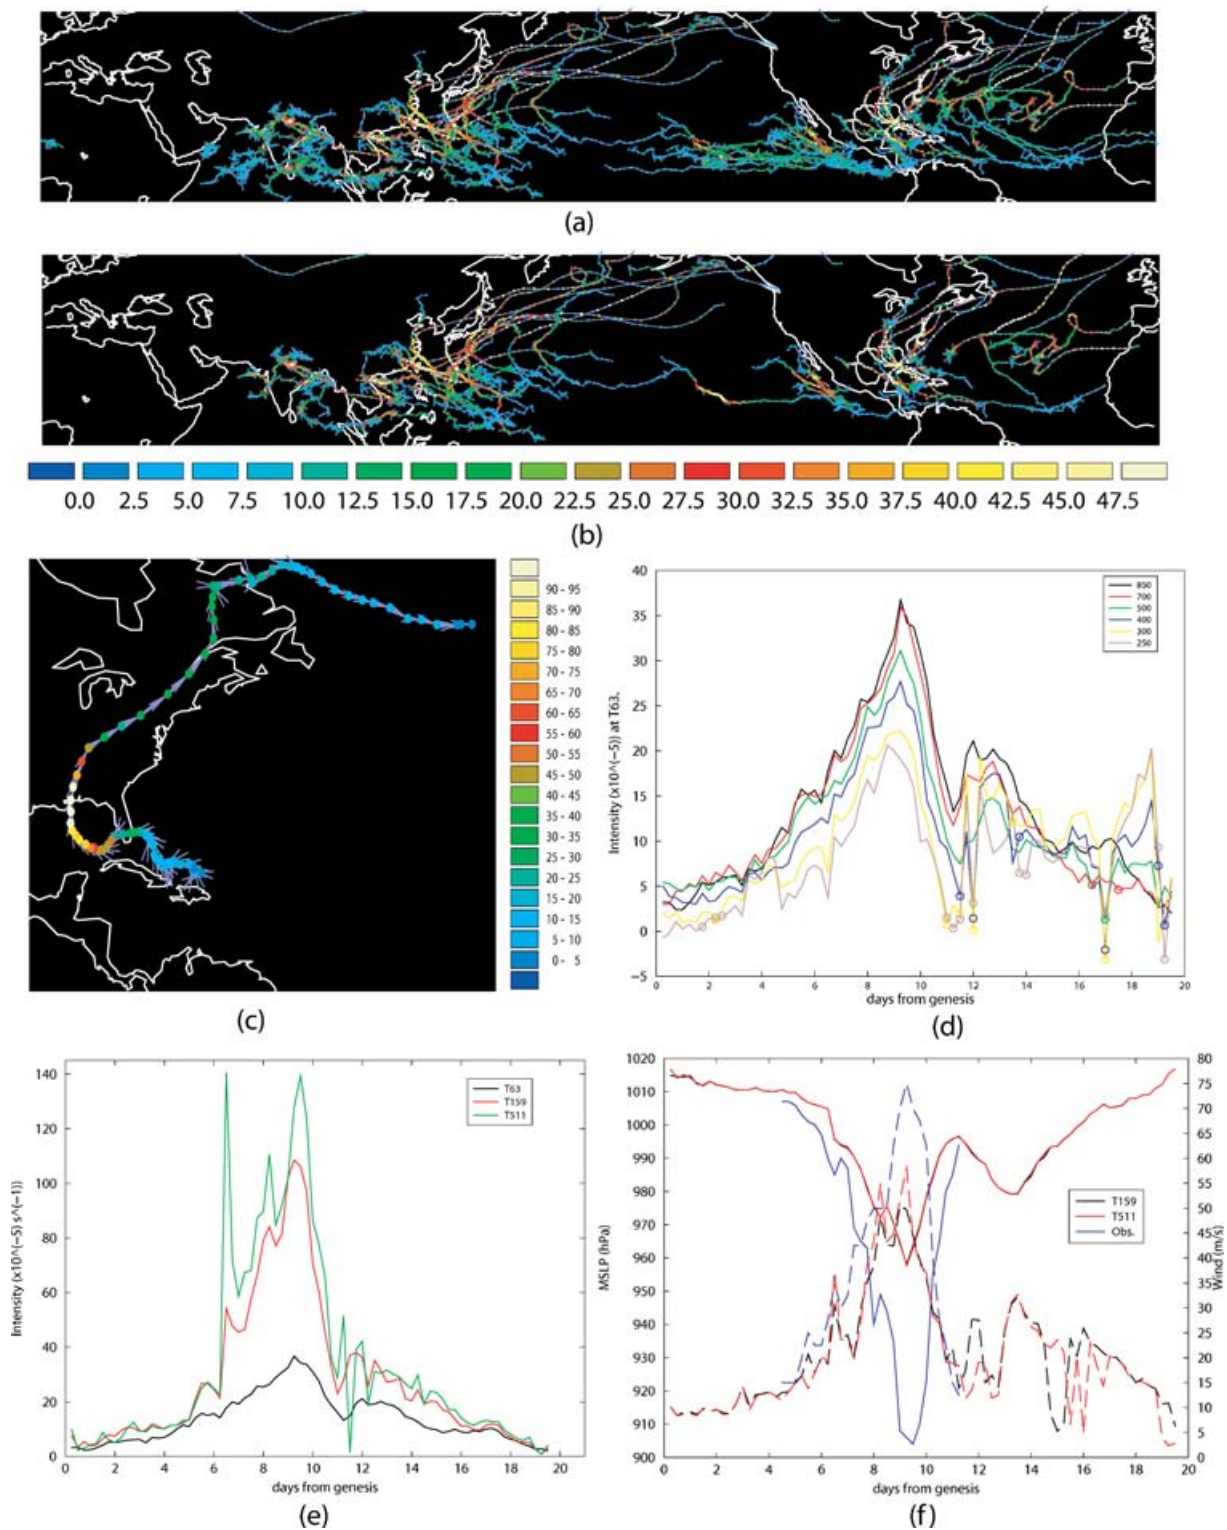 (a)
0.0 2.5 5.0 7.5 10.0 12.5 15.0 17.5 20.0 22.5 25.0 27.5 30.0 32.5 35.0 37.5 40.0 42.5 45.0 47.5
(b)
90 - 95
85 - 90
80 - 85
75 - 80
70 - 75
65 - 70
60 - 65
55 - 60
50 - 55
45 - 50
40 - 45
35 - 40
30 - 35
25 - 30
20 - 25
15 - 20
10 - 15
5 - 10
0 - 5
(c)
Intensity (x10^(-5)) at T63.
40
35
30
25
20
15
10
5
0
-5
850
700
500
400
300
250
0 2 4 6 8 10 12 14 16 18 20
days from genesis
(d)
Intensity (x10^(-5) s^(-1))
140
120
100
80
60
40
20
0
T63
T159
T511
0 2 4 6 8 10 12 14 16 18 20
days from genesis
(e)
MSLP (hPa)
1020
1010
1000
990
980
970
960
950
940
930
920
910
900
T159
T511
Obs.
80
75
70
65
60
55
50
45
40
35
30
25
20
15
10
5
0
Wind (m/s)
0 2 4 6 8 10 12 14 16 18 20
days from genesis
(f)